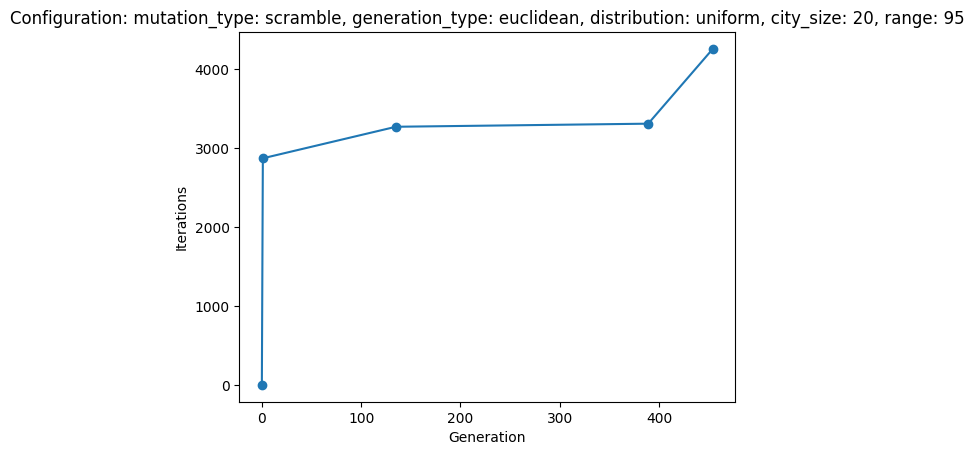 Configuration: mutation_type: scramble, generation_type: euclidean, distribution: uniform, city_size: 20, range: 95
4000
3000
2000
1000
0
Iterations
0 100 200 300 400
Generation